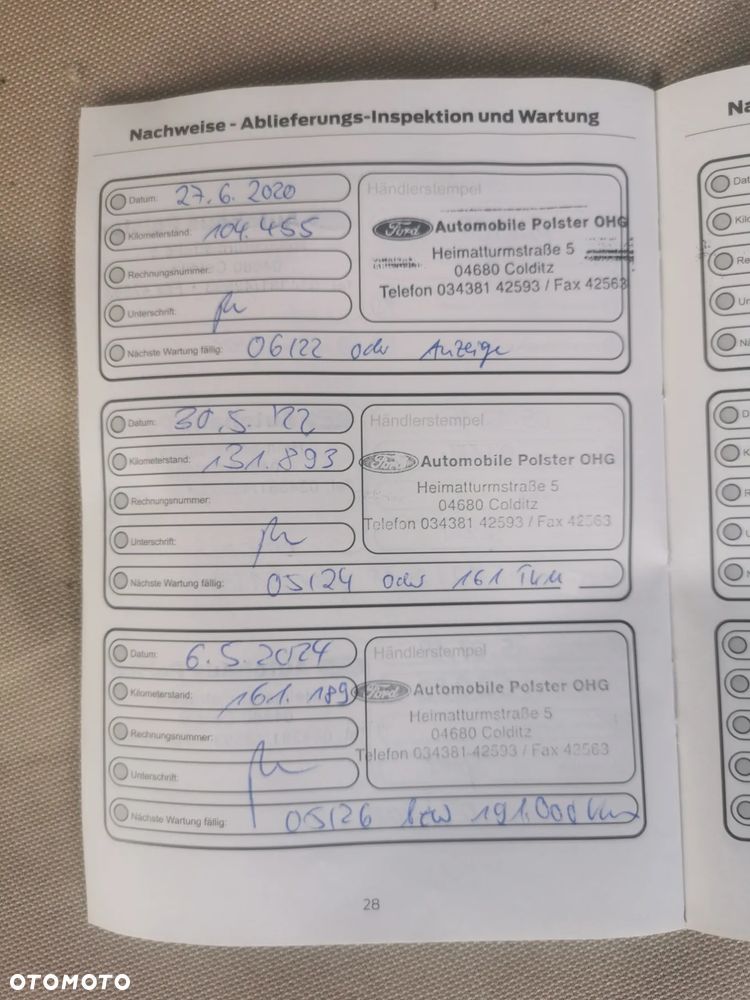 Nachweise - Ablieferungs-Inspektion und Wartung
Datum: 27.6.2020
Kilometerstand: 104.455
Rechnungsnummer:
Unterschrift:
Nächste Wartung fällig: 06/22 oder Anzeige
Händlerstempel
Ford Automobile Polster OHG
Heimatturmstraße 5
04680 Colditz
Telefon 034381 42593 / Fax 42563
Datum: 30.5.'22
Kilometerstand: 131.893
Rechnungsnummer:
Unterschrift:
Nächste Wartung fällig: 05/24 oder 161 TKM
Händlerstempel
Ford Automobile Polster OHG
Heimatturmstraße 5
04680 Colditz
Telefon 034381 42593 / Fax 42563
Datum: 6.5.2024
Kilometerstand: 161.189
Rechnungsnummer:
Unterschrift:
Nächste Wartung fällig: 05/26 bzw 191.000 km
Händlerstempel
Ford Automobile Polster OHG
Heimatturmstraße 5
04680 Colditz
Telefon 034381 42593 / Fax 42563
28
Na
OTOMOTO